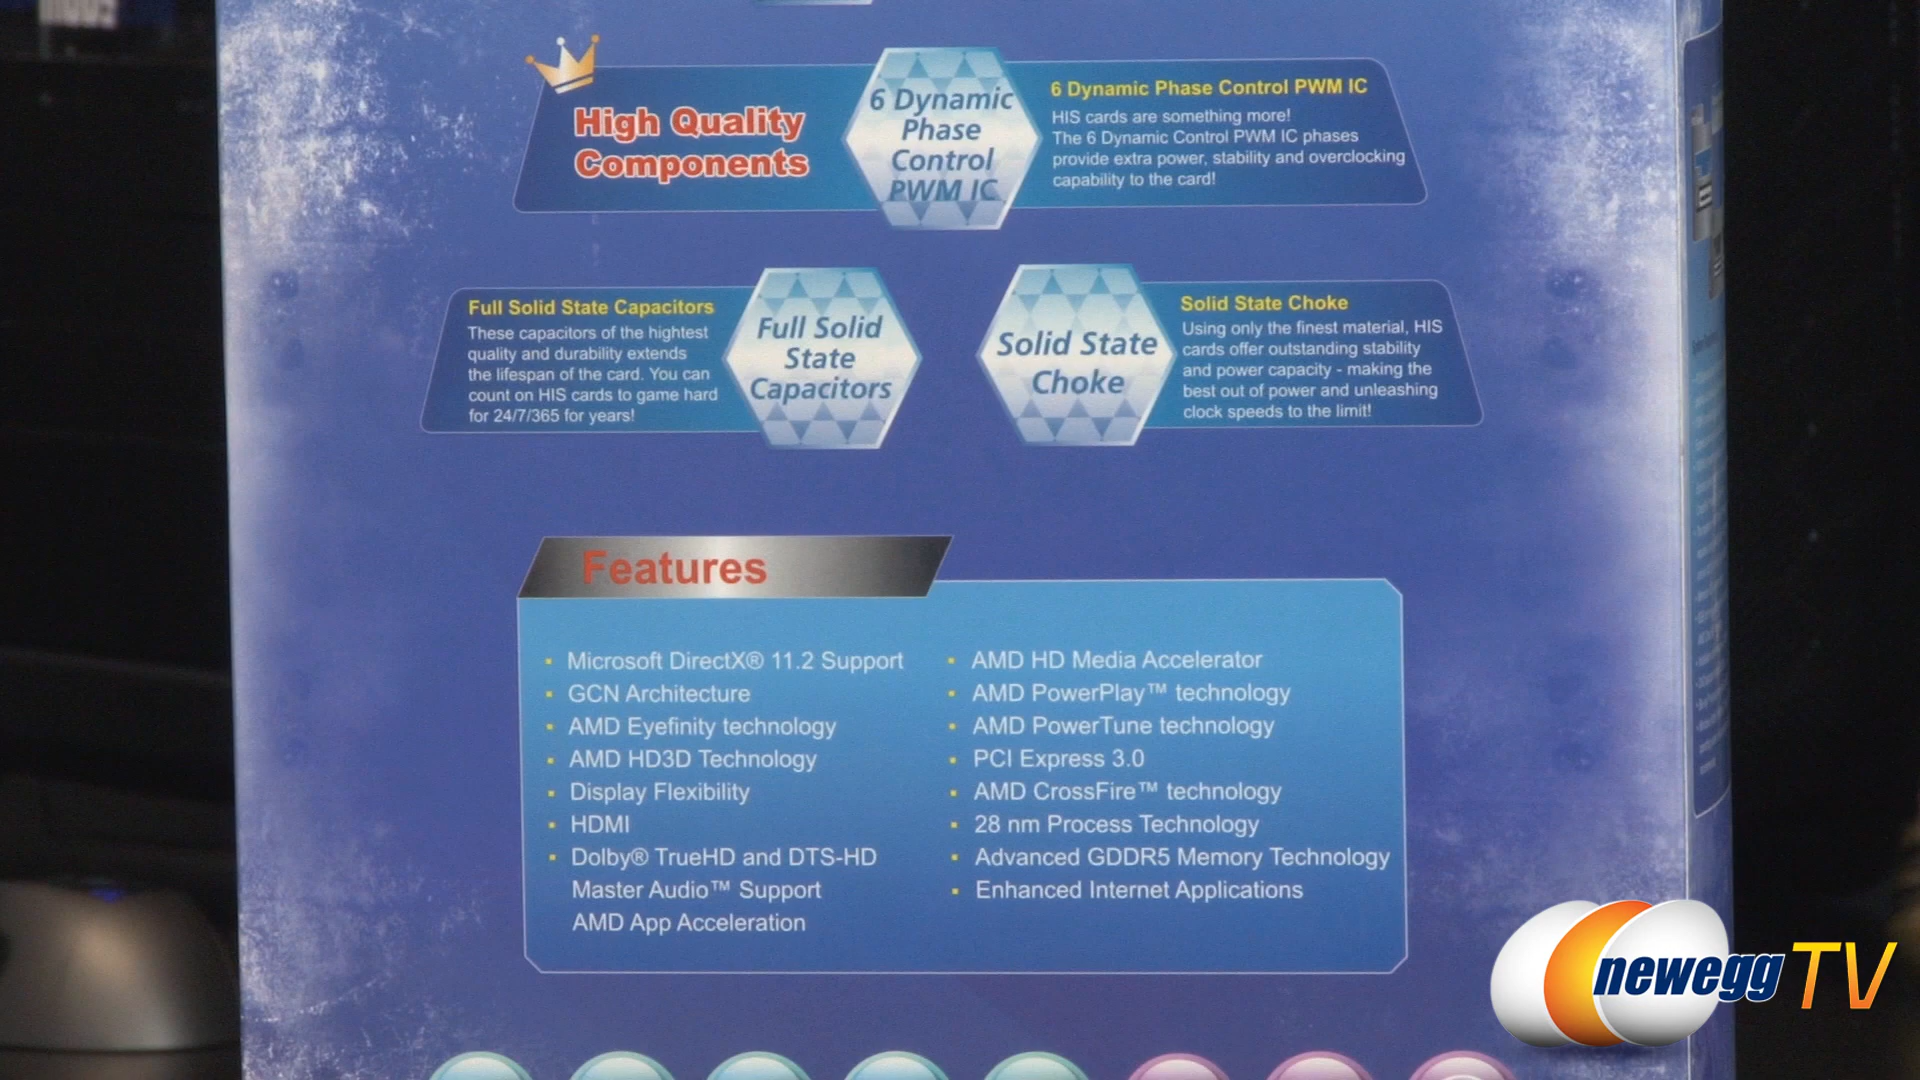 High Quality
Components
6 Dynamic
Phase
Control
PWM IC
6 Dynamic Phase Control PWM IC
HIS cards are something more!
The 6 Dynamic Control PWM IC phases
provide extra power, stability and overclocking
capability to the card!
Full Solid State Capacitors
These capacitors of the hightest
quality and durability extends
the lifespan of the card. You can
count on HIS cards to game hard
for 24/7/365 for years!
Full Solid
State
Capacitors
Solid State
Choke
Solid State Choke
Using only the finest material, HIS
cards offer outstanding stability
and power capacity - making the
best out of power and unleashing
clock speeds to the limit!
Features
▪ Microsoft DirectX® 11.2 Support
▪ GCN Architecture
▪ AMD Eyefinity technology
▪ AMD HD3D Technology
▪ Display Flexibility
▪ HDMI
▪ Dolby® TrueHD and DTS-HD
Master Audio™ Support
AMD App Acceleration
▪ AMD HD Media Accelerator
▪ AMD PowerPlay™ technology
▪ AMD PowerTune technology
▪ PCI Express 3.0
▪ AMD CrossFire™ technology
▪ 28 nm Process Technology
▪ Advanced GDDR5 Memory Technology
▪ Enhanced Internet Applications
newegg TV